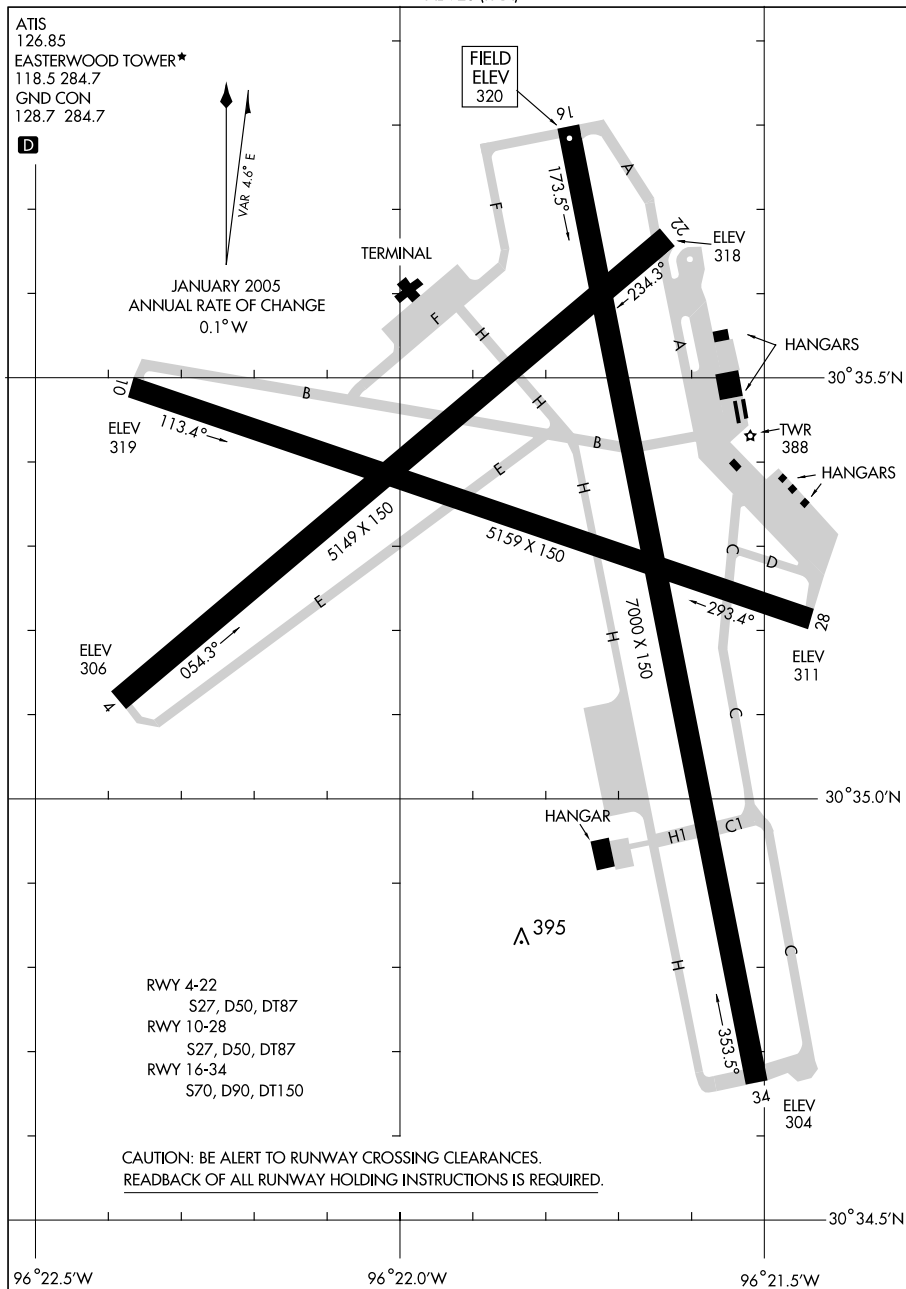 ATIS
126.85
EASTERWOOD TOWER★
118.5 284.7
GND CON
128.7 284.7
D
VAR 4.6° E
JANUARY 2005
ANNUAL RATE OF CHANGE
0.1° W
FIELD
ELEV
320
16
173.5°
A
F
22
ELEV
318
234.3°
TERMINAL
F
H
A
HANGARS
30°35.5'N
10
ELEV
319
113.4°
B
H
B
TWR
388
E
H
HANGARS
5149 X 150
5159 X 150
C
D
E
293.4°
28
ELEV
311
7000 X 150
H
054.3°
ELEV
306
4
C
30°35.0'N
HANGAR
H1
C1
395
H
C
353.5°
34
ELEV
304
RWY 4-22
S27, D50, DT87
RWY 10-28
S27, D50, DT87
RWY 16-34
S70, D90, DT150
CAUTION: BE ALERT TO RUNWAY CROSSING CLEARANCES.
READBACK OF ALL RUNWAY HOLDING INSTRUCTIONS IS REQUIRED.
30°34.5'N
96°22.5'W
96°22.0'W
96°21.5'W